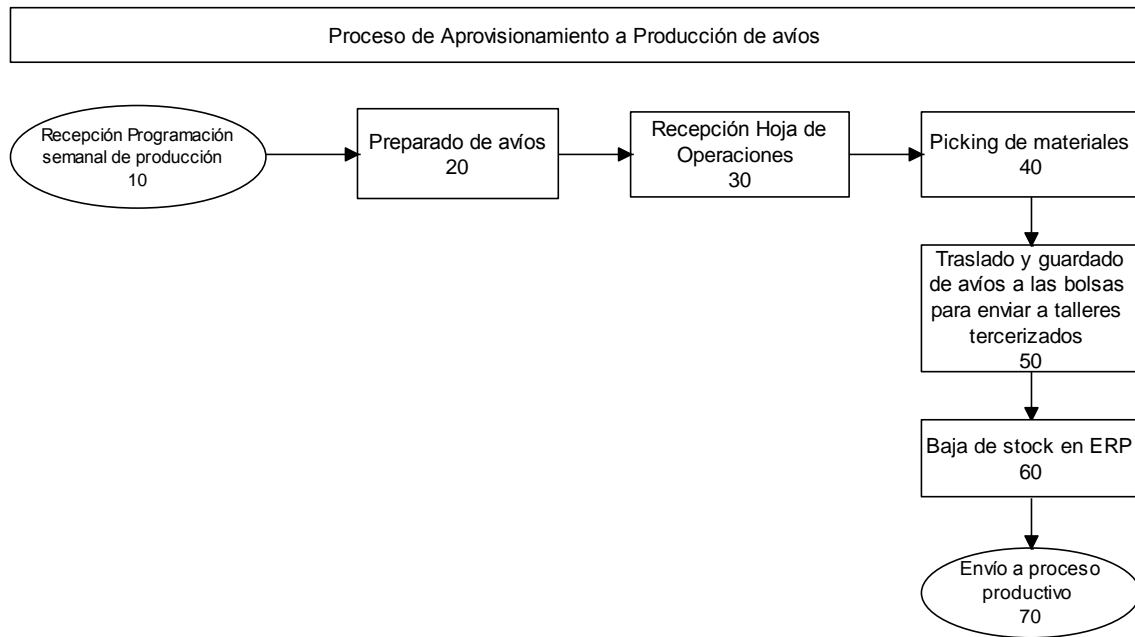 Proceso de Aprovisionamiento a Producción de avíos
Recepción Programación
semanal de producción
10
Preparado de avíos
20
Recepción Hoja de
Operaciones
30
Picking de materiales
40
Traslado y guardado
de avíos a las bolsas
para enviar a talleres
tercerizados
50
Baja de stock en ERP
60
Envío a proceso
productivo
70